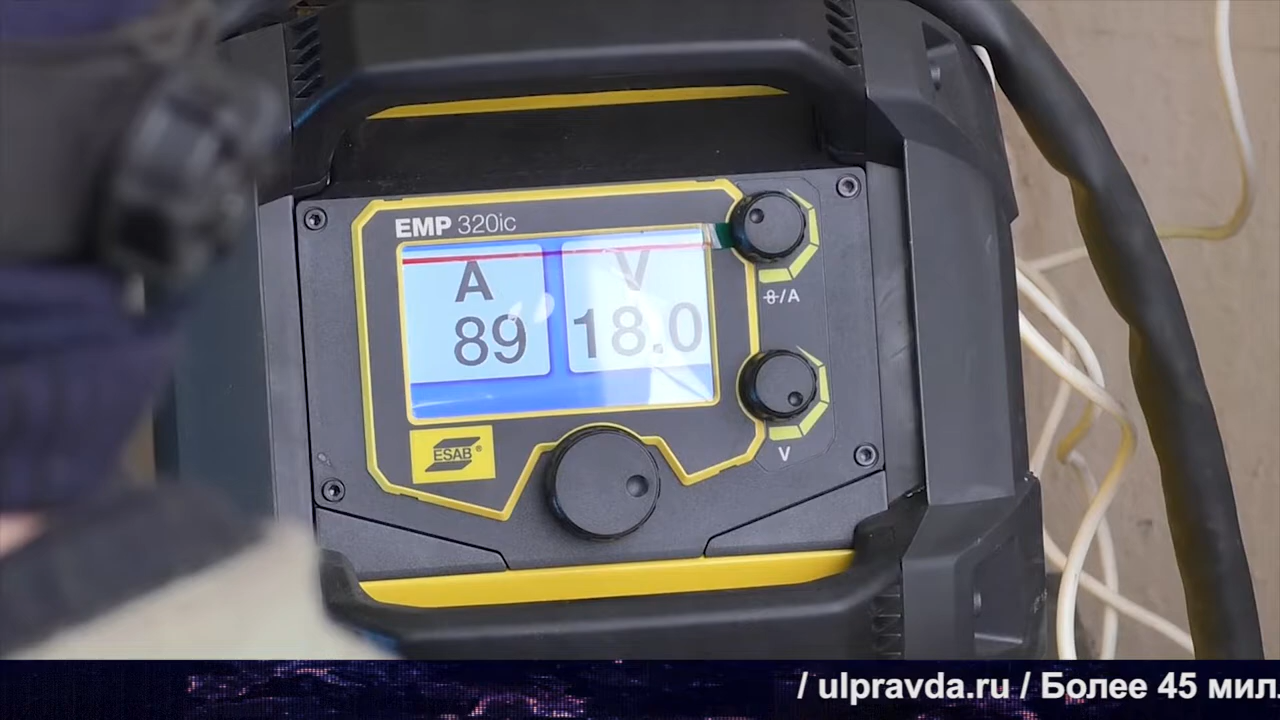 EMP 320ic
A V
89 18.0
/A
ESAB®
V
/ ulpravda.ru / Более 45 мил.